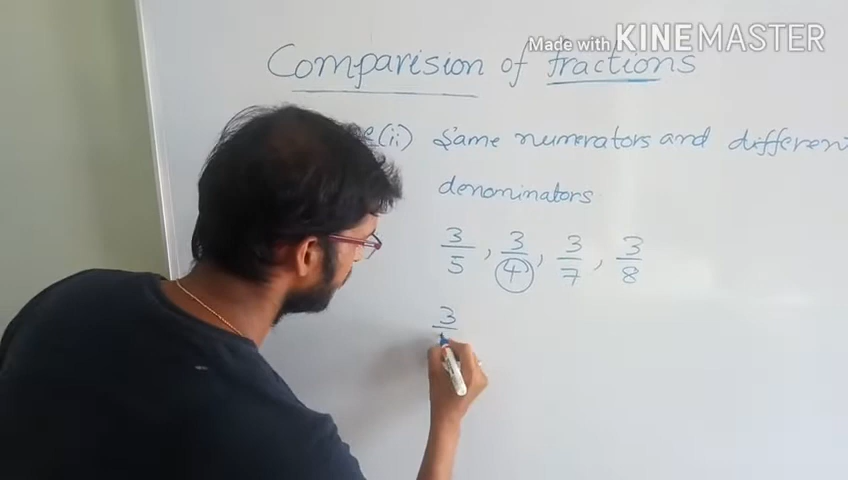 Made with KINEMASTER
Comparision of fractions
(ii) Same numerators and different
denominators
3/5, 3/4, 3/7, 3/8
3